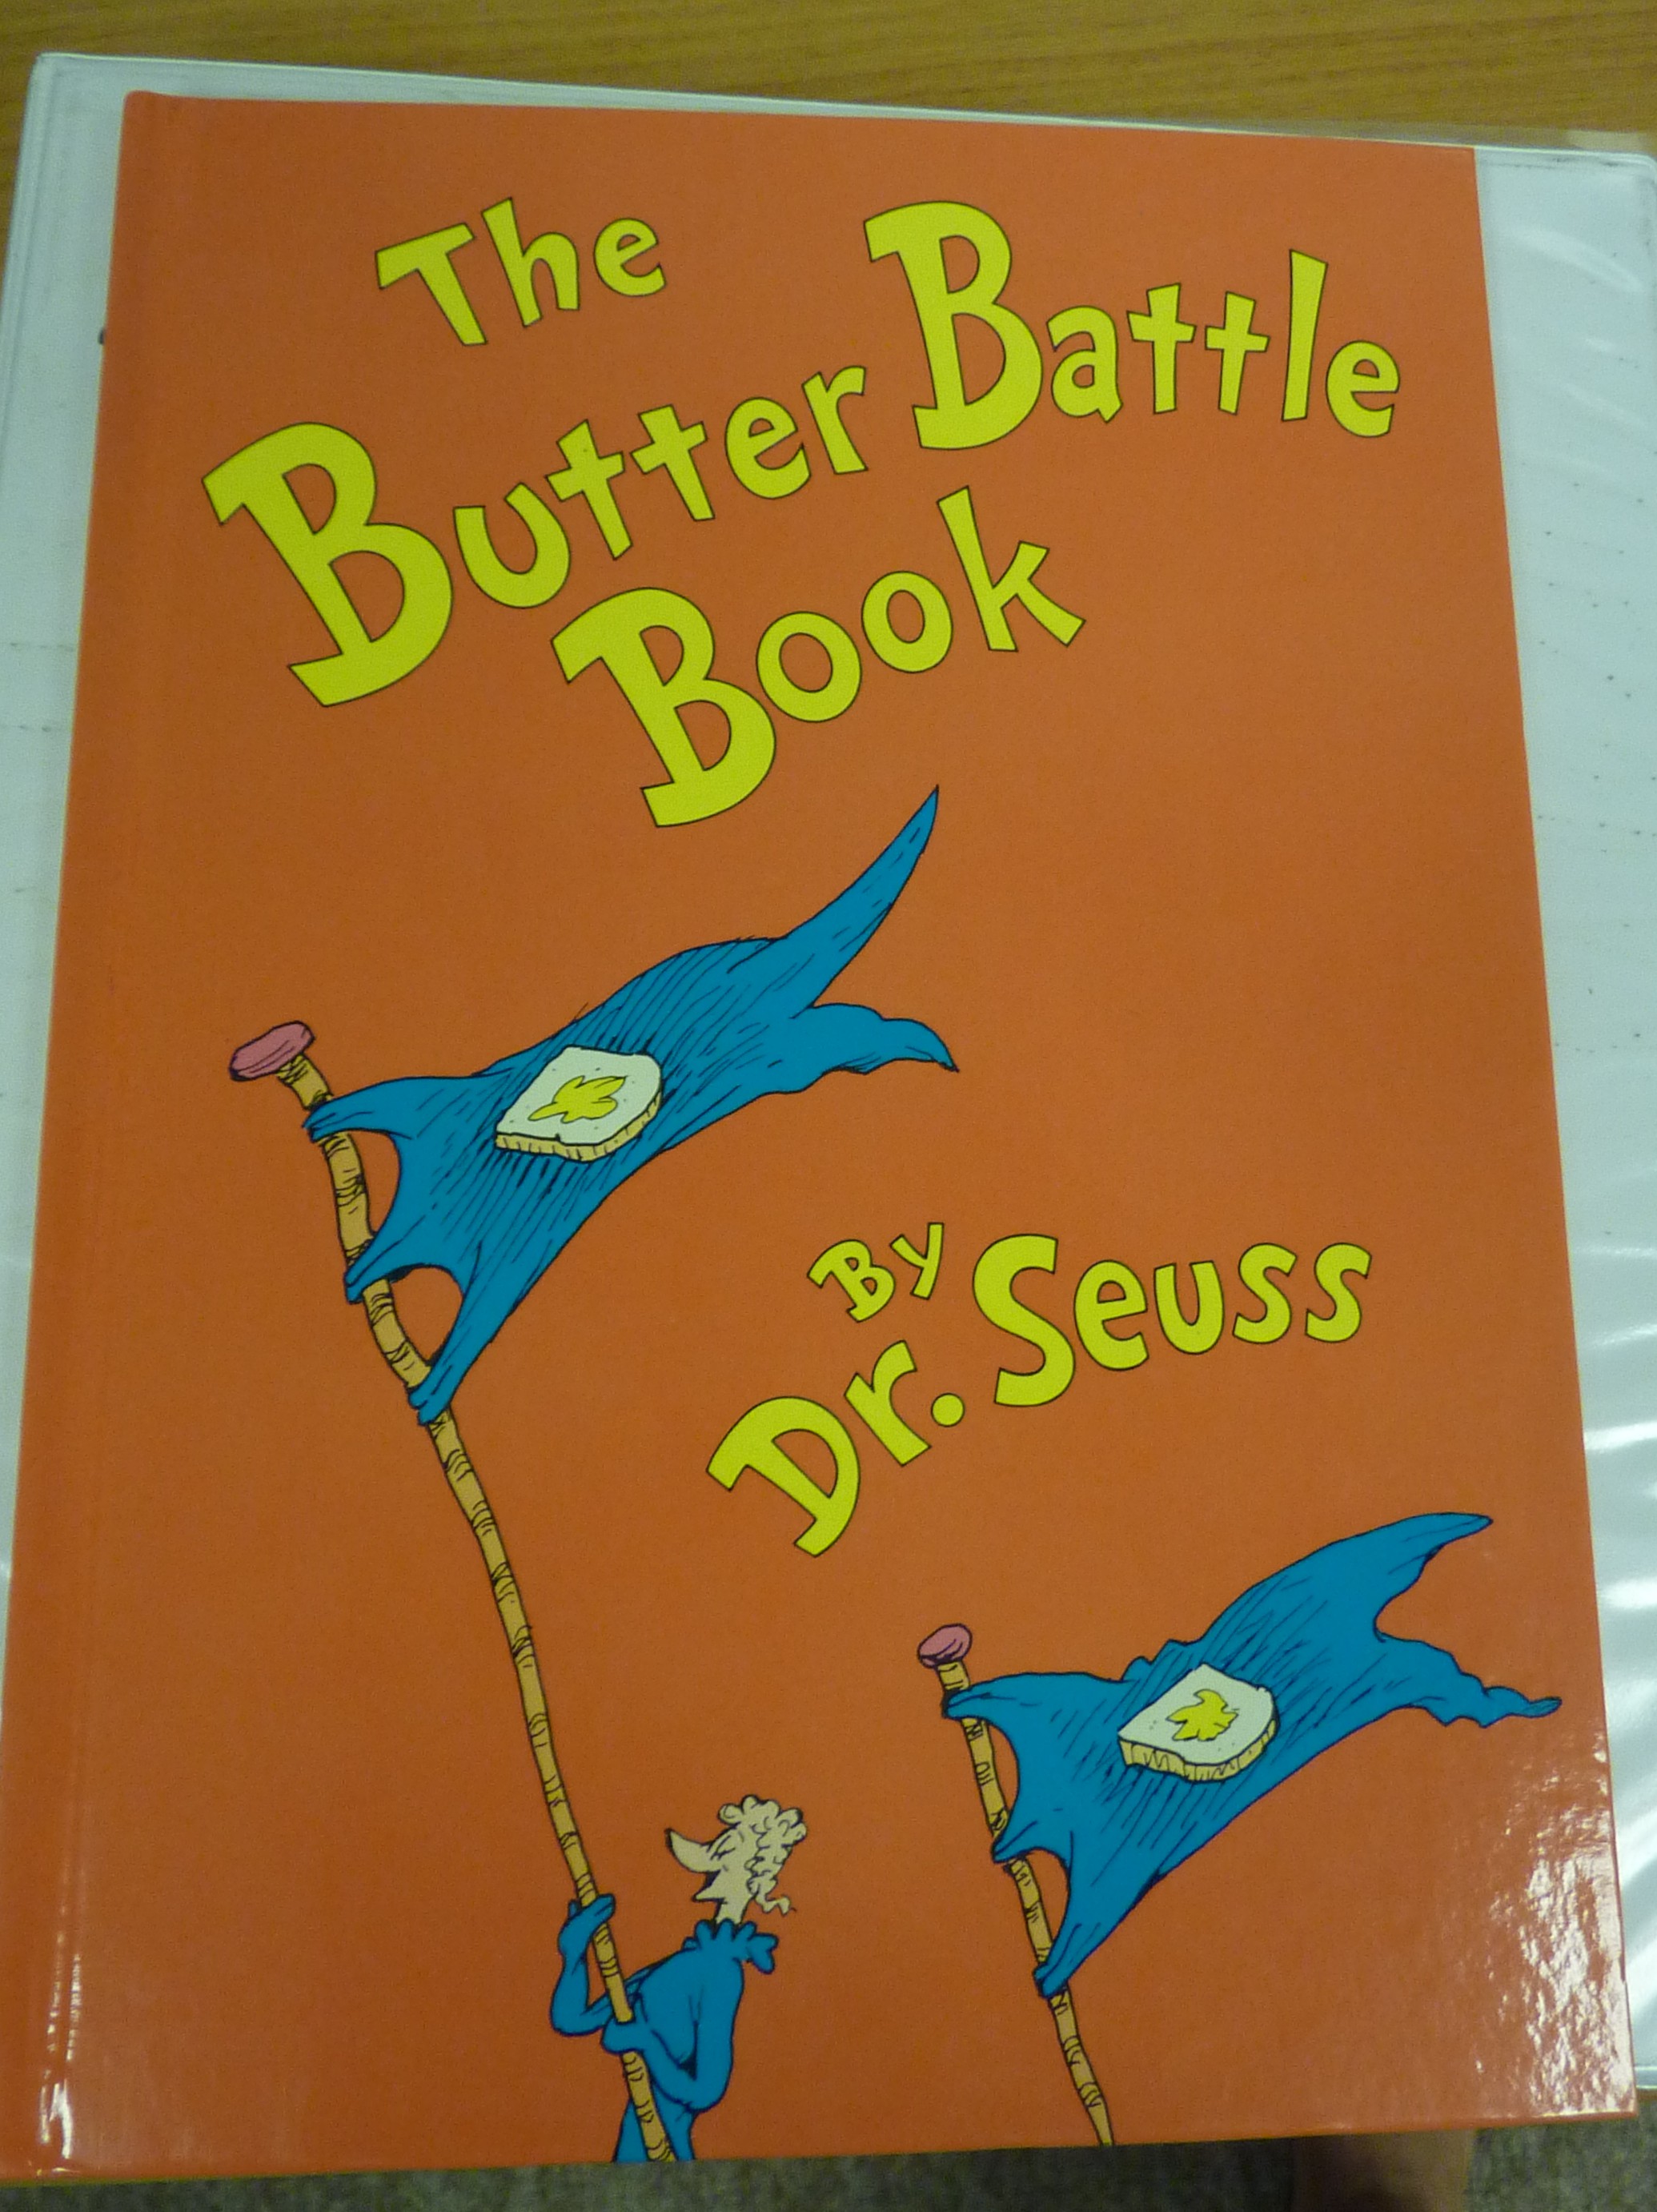 The
Butter Battle
Book
By
Dr. Seuss